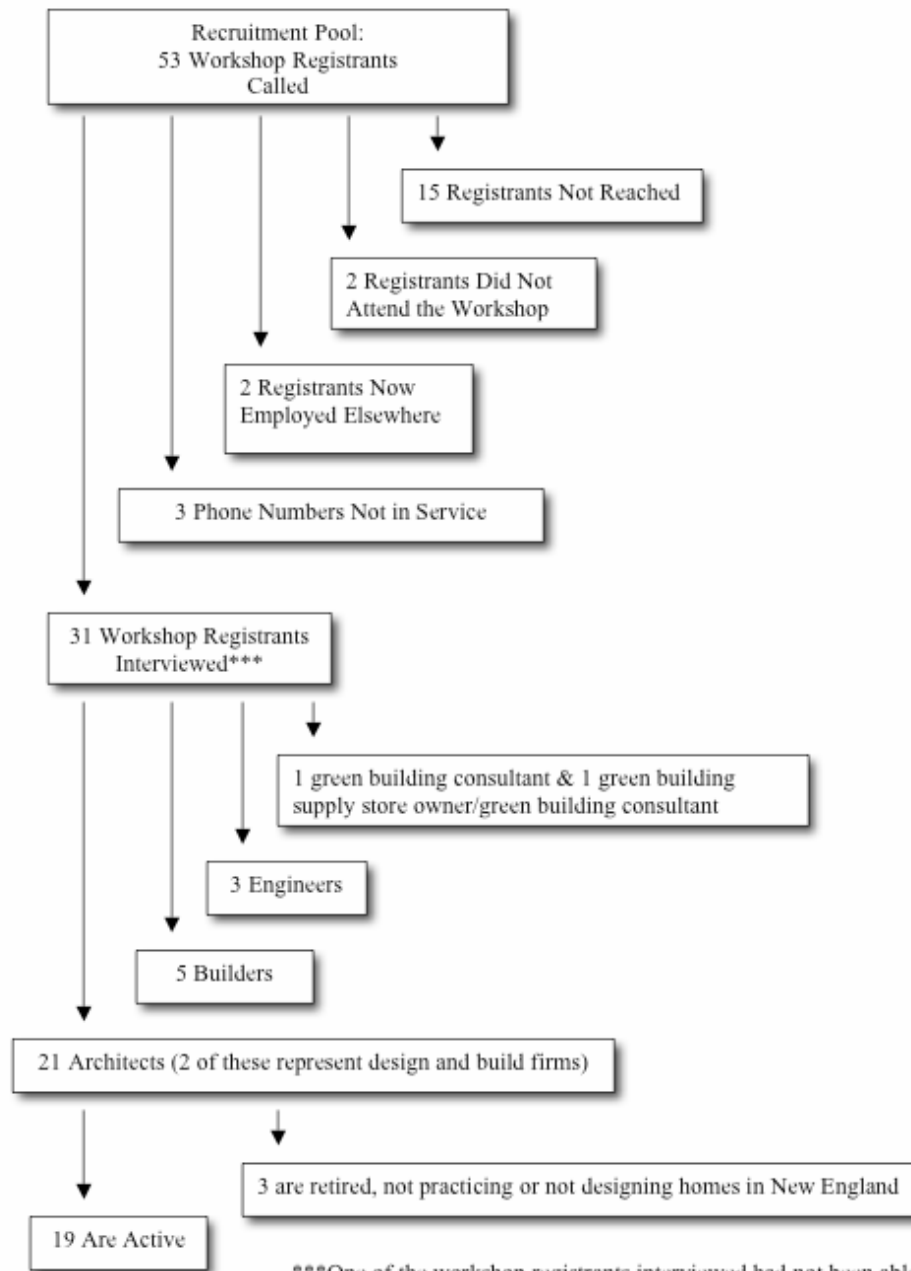 Recruitment Pool:
53 Workshop Registrants
Called
15 Registrants Not Reached
2 Registrants Did Not
Attend the Workshop
2 Registrants Now
Employed Elsewhere
3 Phone Numbers Not in Service
31 Workshop Registrants
Interviewed***
1 green building consultant & 1 green building
supply store owner/green building consultant
3 Engineers
5 Builders
21 Architects (2 of these represent design and build firms)
3 are retired, not practicing or not designing homes in New England
19 Are Active
***One of the workshop registrants interviewed had not been able